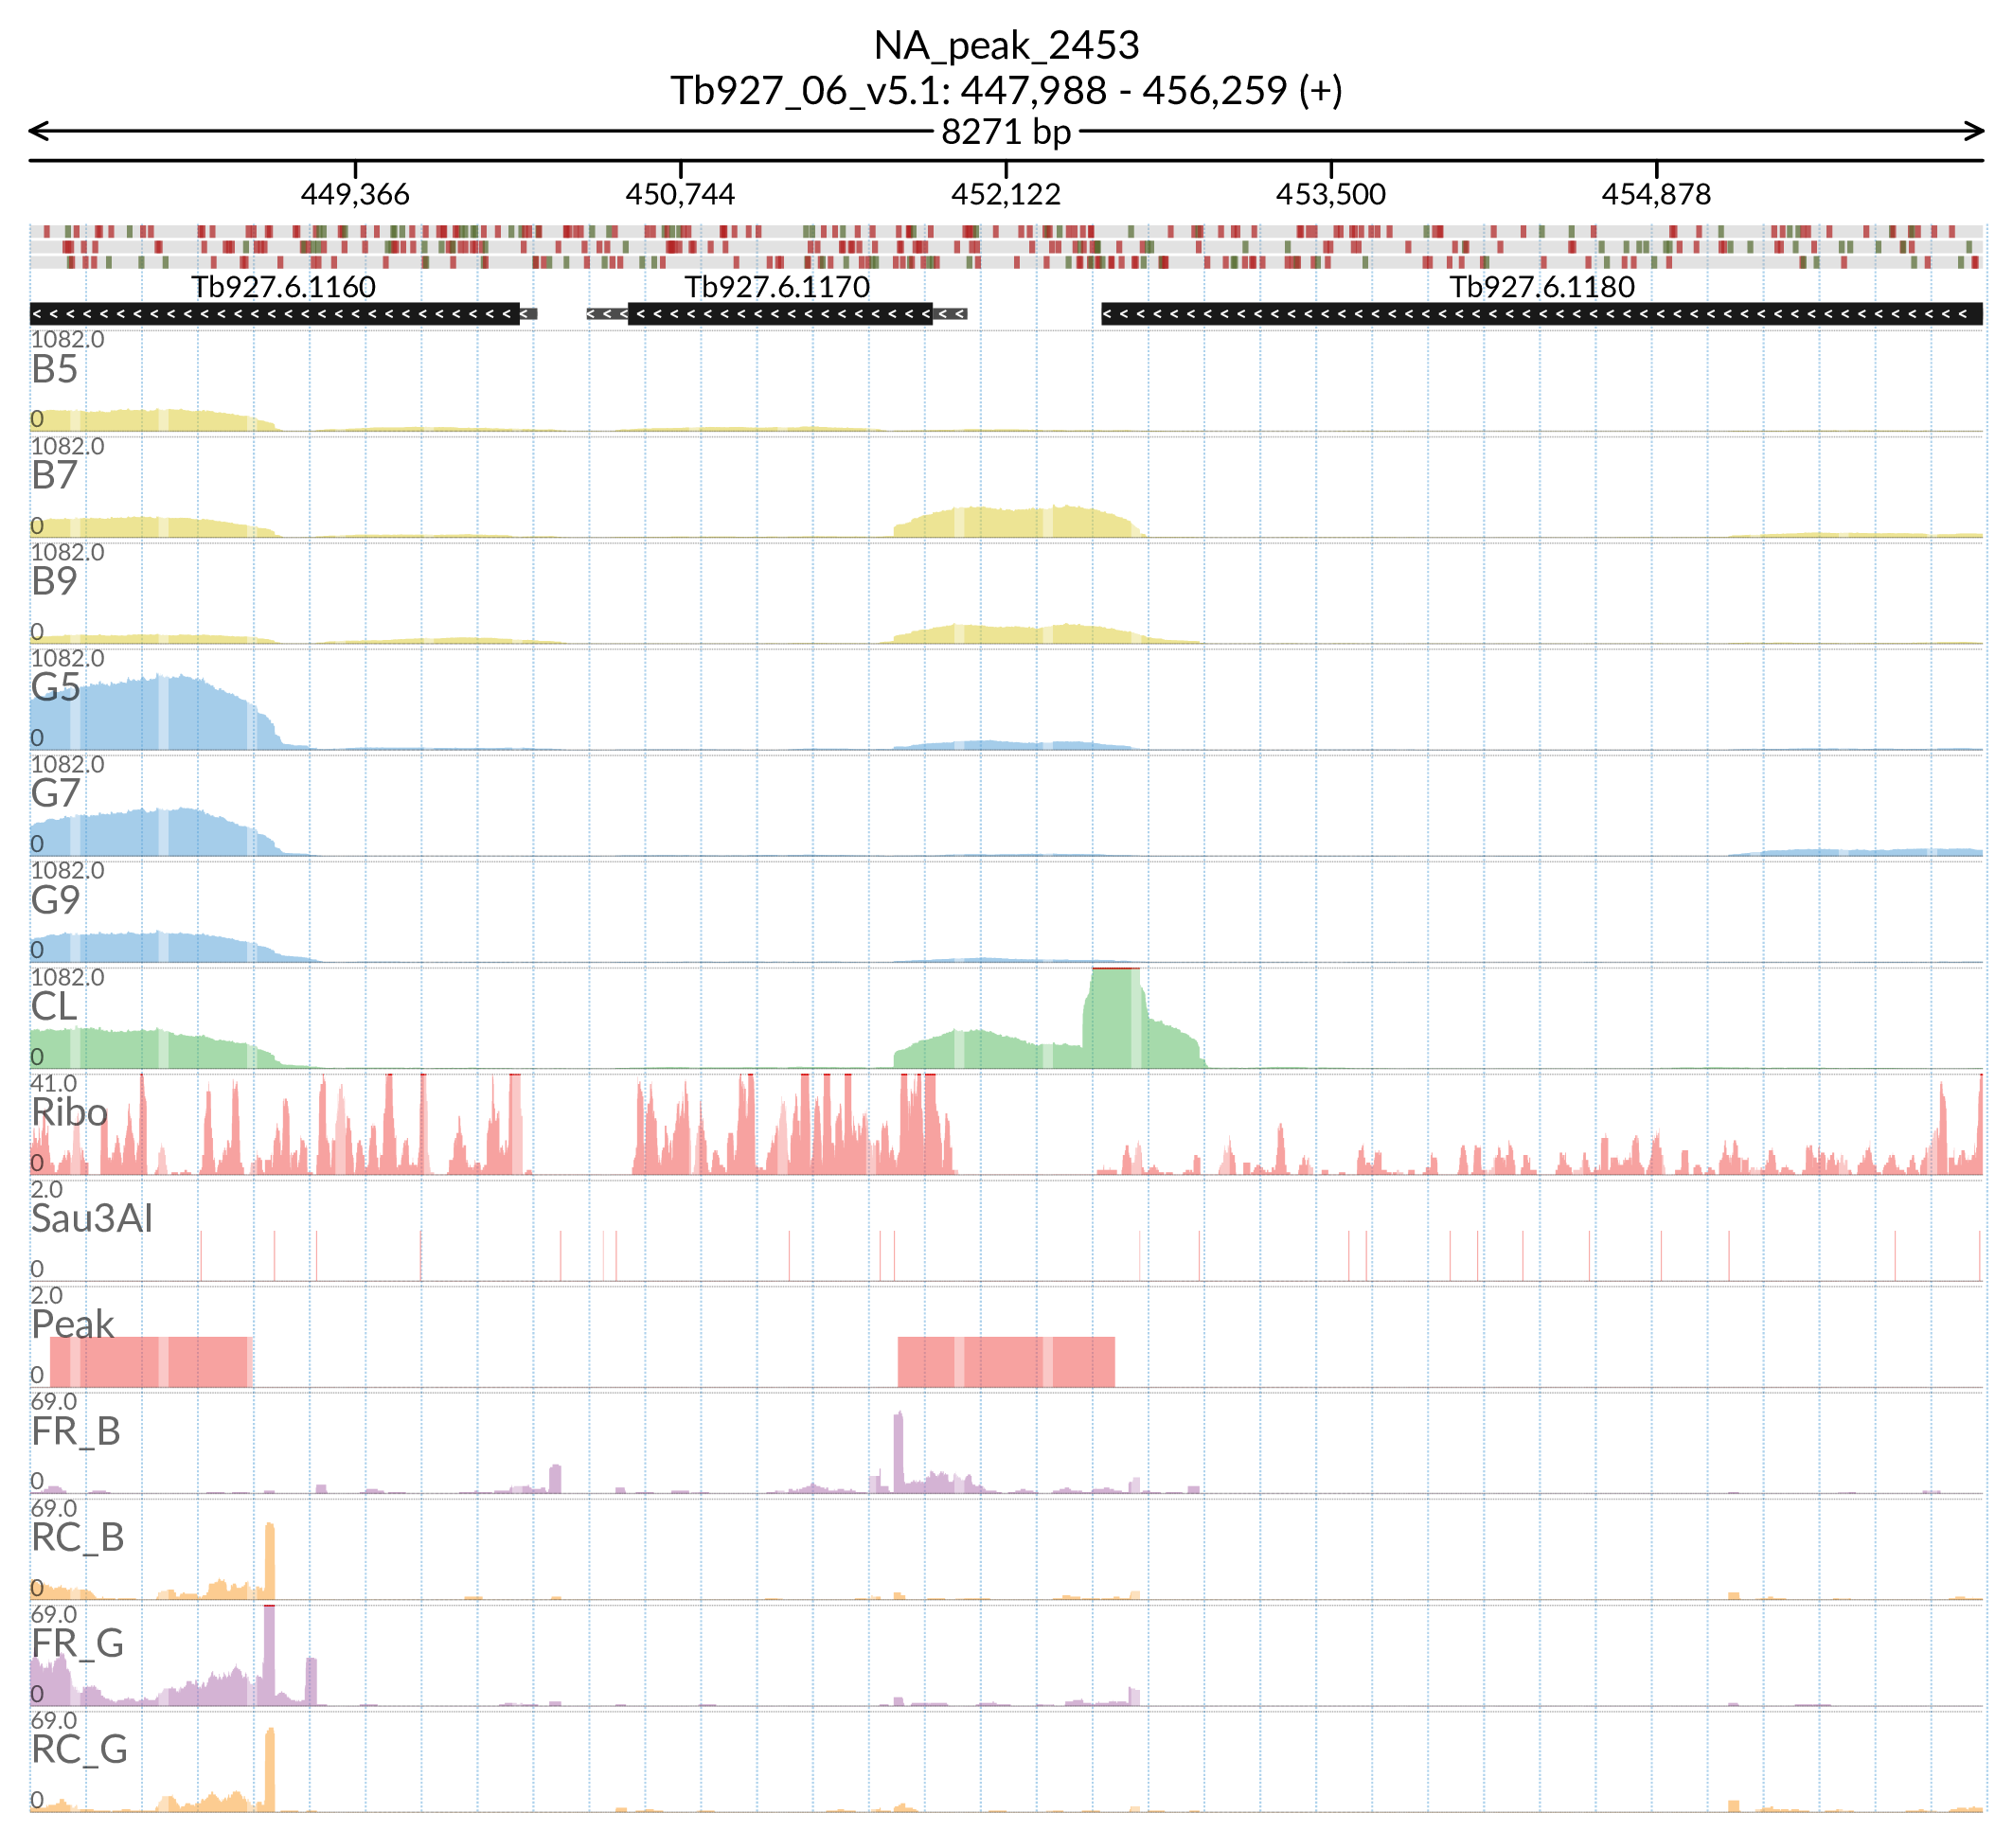 NA_peak_2453
Tb927_06_v5.1: 447,988 - 456,259 (+)
8271 bp
449,366 450,744 452,122 453,500 454,878
Tb927.6.1160 Tb927.6.1170 Tb927.6.1180
1082.0
B5
0
1082.0
B7
0
1082.0
B9
0
1082.0
G5
0
1082.0
G7
0
1082.0
G9
0
1082.0
CL
0
41.0
Ribo
0
2.0
Sau3AI
0
2.0
Peak
0
69.0
FR_B
0
69.0
RC_B
0
69.0
FR_G
0
69.0
RC_G
0